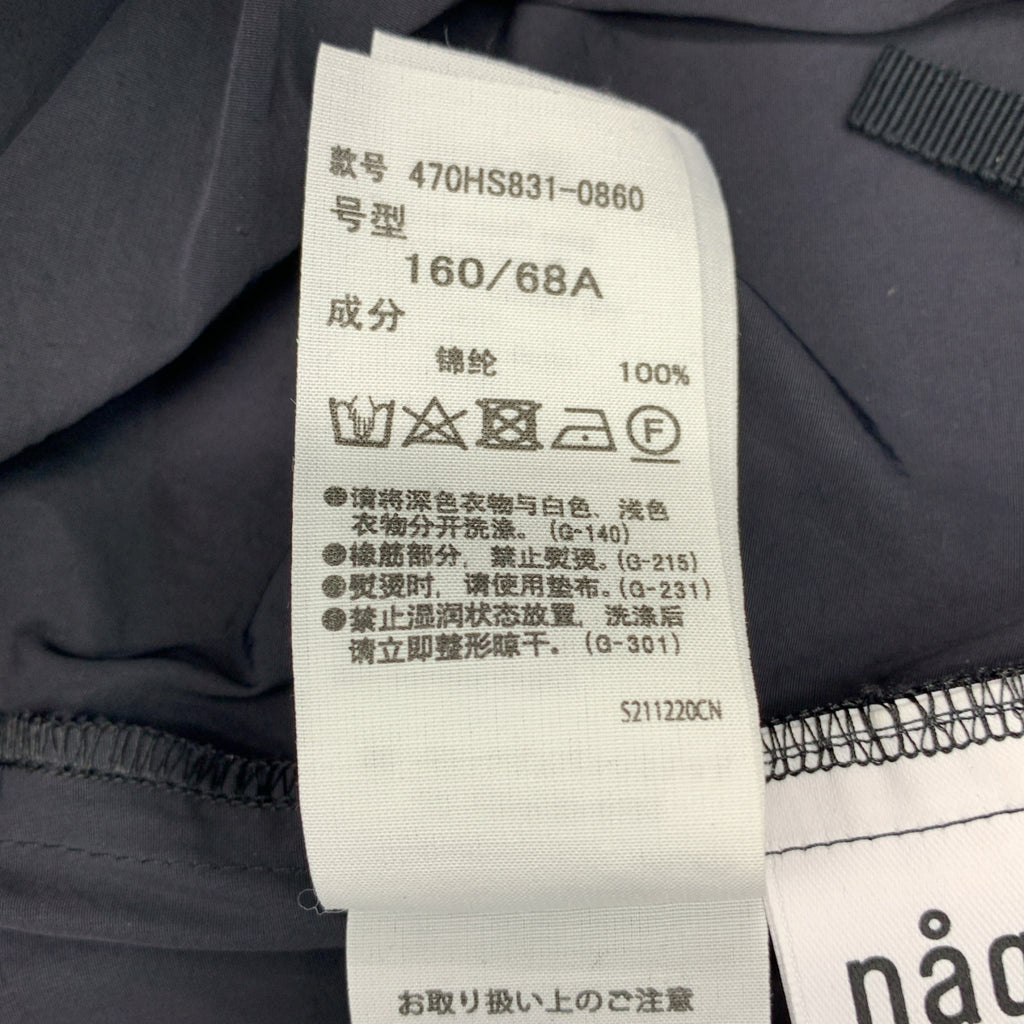 款号 470HS831-0860
号型
160/68A
成分
锦纶 100%
F
●请将深色衣物与白色、浅色
衣物分开洗涤。(G-140)
●橡筋部分，禁止熨烫。(G-215)
●熨烫时，请使用垫布。(G-231)
●禁止湿润状态放置，洗涤后
请立即整形晾干。(G-301)
S211220CN
お取り扱い上のご注意